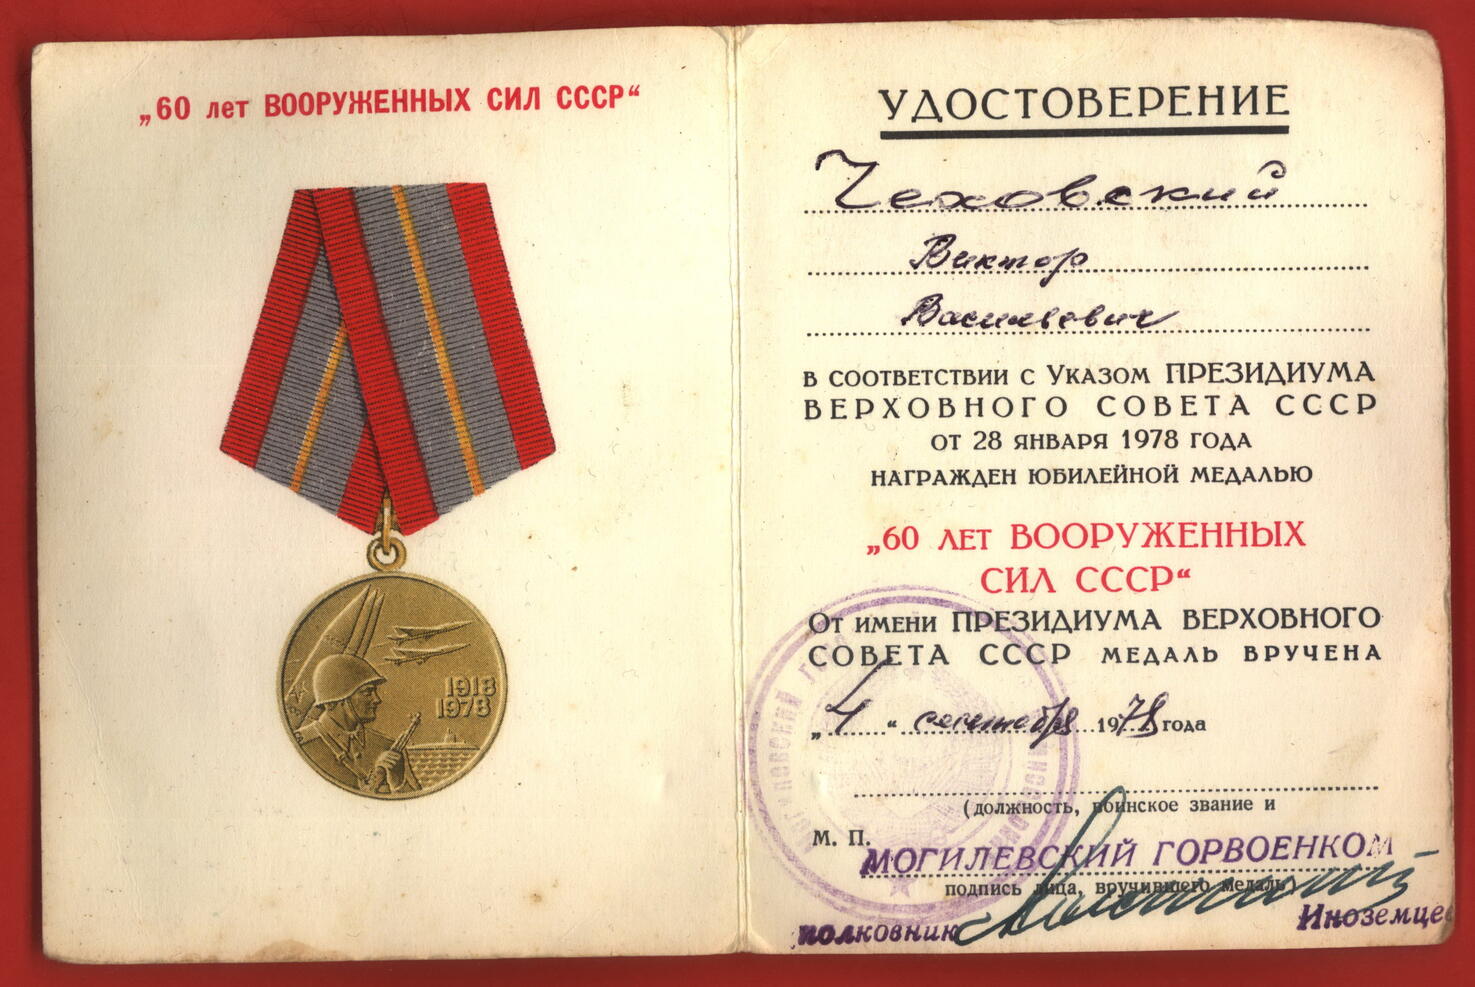 „60 лет ВООРУЖЕННЫХ СИЛ СССР“
1918
1978
УДОСТОВЕРЕНИЕ
Чеховский
Виктор
Васильевич
в соответствии с Указом ПРЕЗИДИУМА
ВЕРХОВНОГО СОВЕТА СССР
от 28 января 1978 года
награжден юбилейной медалью
„60 лет ВООРУЖЕННЫХ
СИЛ СССР“
От имени ПРЕЗИДИУМА ВЕРХОВНОГО
СОВЕТА СССР медаль вручена
„4“ сентября 1978 года
(должность, воинское звание и
М. П.
МОГИЛЕВСКИЙ ГОРВОЕНКОМ
подпись лица, вручившего медаль)
полковник
Иноземце